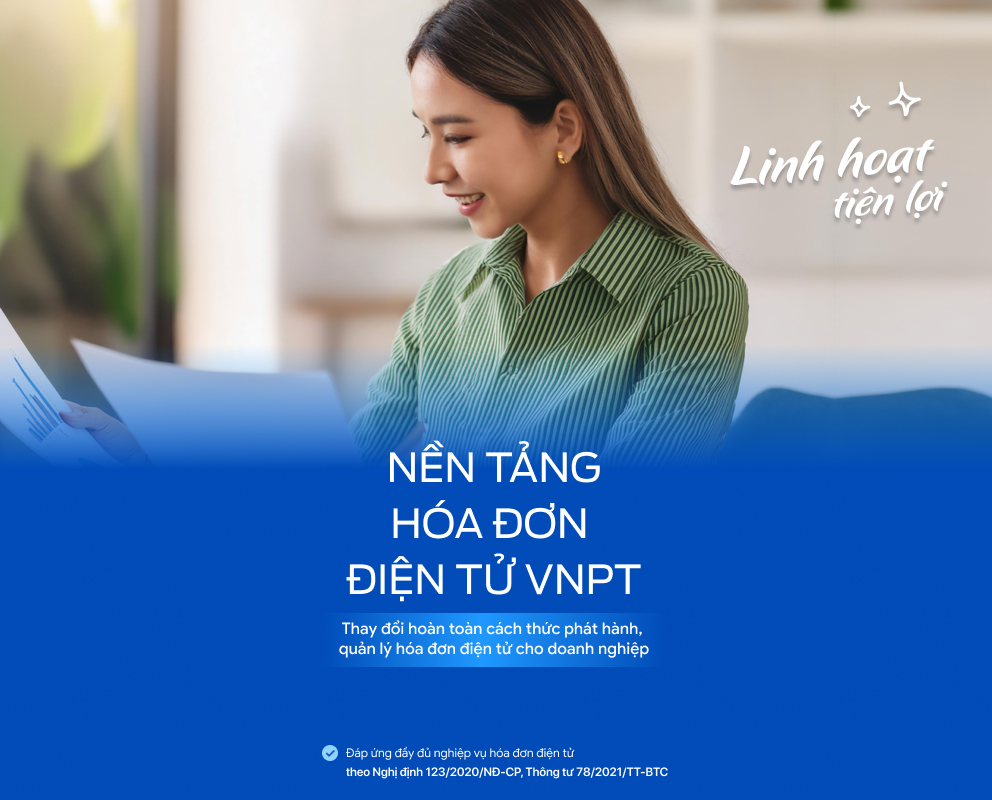 Linh hoạt
tiện lợi
NỀN TẢNG
HÓA ĐƠN
ĐIỆN TỬ VNPT
Thay đổi hoàn toàn cách thức phát hành,
quản lý hóa đơn điện tử cho doanh nghiệp
Đáp ứng đầy đủ nghiệp vụ hóa đơn điện tử
theo Nghị định 123/2020/NĐ-CP, Thông tư 78/2021/TT-BTC